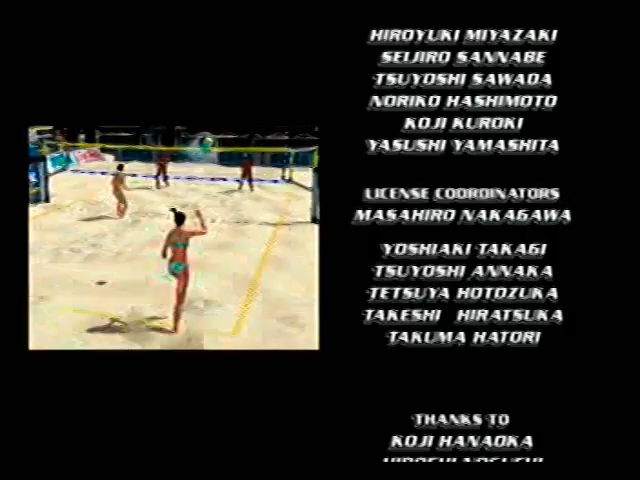 HIROYUKI MIYAZAKI
SEIJIRO SANNABE
TSUYOSHI SAWADA
NORIKO HASHIMOTO
KOJI KUROKI
YASUSHI YAMASHITA
LICENSE COORDINATORS
MASAHIRO NAKAGAWA
YOSHIAKI TAKAGI
TSUYOSHI ANNAKA
TETSUYA HOTOZUKA
TAKESHI HIRATSUKA
TAKUMA HATORI
THANKS TO
KOJI HANAOKA